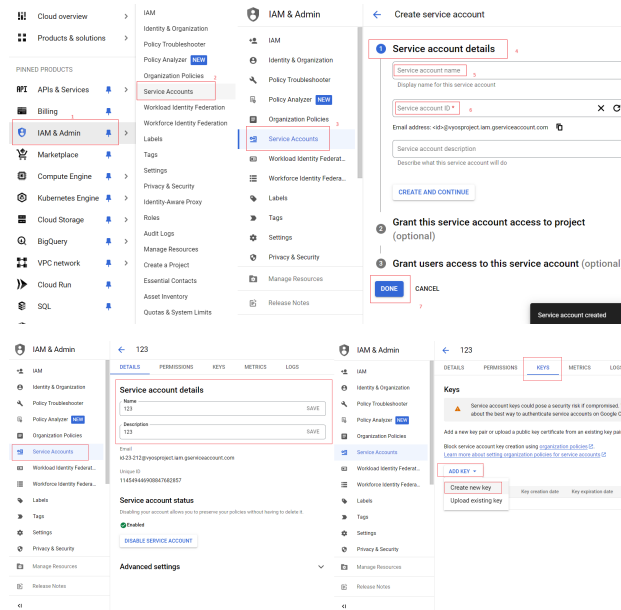 Cloud overview
Products & solutions
PINNED PRODUCTS
APIs & Services
Billing
1
IAM & Admin
Marketplace
Compute Engine
Kubernetes Engine
Cloud Storage
BigQuery
VPC network
Cloud Run
SQL
IAM
Identity & Organization
Policy Troubleshooter
Policy Analyzer NEW
Organization Policies
2
Service Accounts
Workload Identity Federation
Workforce Identity Federation
Labels
Tags
Settings
Privacy & Security
Identity-Aware Proxy
Roles
Audit Logs
Manage Resources
Create a Project
Essential Contacts
Asset Inventory
Quotas & System Limits
IAM & Admin
IAM
Identity & Organization
Policy Troubleshooter
Policy Analyzer NEW
Organization Policies
3
Service Accounts
Workload Identity Federat...
Workforce Identity Federa...
Labels
Tags
Settings
Privacy & Security
Manage Resources
Release Notes
Create service account
1 Service account details 4
Service account name
5
Display name for this service account
Service account ID *
6
Email address: <id>@vyosproject.iam.gserviceaccount.com
Service account description
Describe what this service account will do
CREATE AND CONTINUE
2 Grant this service account access to project
(optional)
3 Grant users access to this service account (optional
DONE CANCEL
7
Service account created
IAM & Admin
IAM
Identity & Organization
Policy Troubleshooter
Policy Analyzer NEW
Organization Policies
Service Accounts
Workload Identity Federat...
Workforce Identity Federa...
Labels
Tags
Settings
Privacy & Security
Manage Resources
Release Notes
123
DETAILS PERMISSIONS KEYS METRICS LOGS
Service account details
Name
123 SAVE
Description
123 SAVE
Email
id-23-212@vyosproject.iam.gserviceaccount.com
Unique ID
114549446908847682857
Service account status
Disabling your account allows you to preserve your policies without having to delete it.
Enabled
DISABLE SERVICE ACCOUNT
Advanced settings
IAM & Admin
IAM
Identity & Organization
Policy Troubleshooter
Policy Analyzer NEW
Organization Policies
Service Accounts
Workload Identity Federat...
Workforce Identity Federa...
Labels
Tags
Settings
Privacy & Security
Manage Resources
Release Notes
123
DETAILS PERMISSIONS KEYS METRICS LOG
Keys
Service account keys could pose a security risk if compromised.
about the best way to authenticate service accounts on Google C
Add a new key pair or upload a public key certificate from an existing key pai
Block service account key creation using organization policies
Learn more about setting organization policies for service accounts
ADD KEY
Create new key
Upload existing key
Key creation date Key expiration date